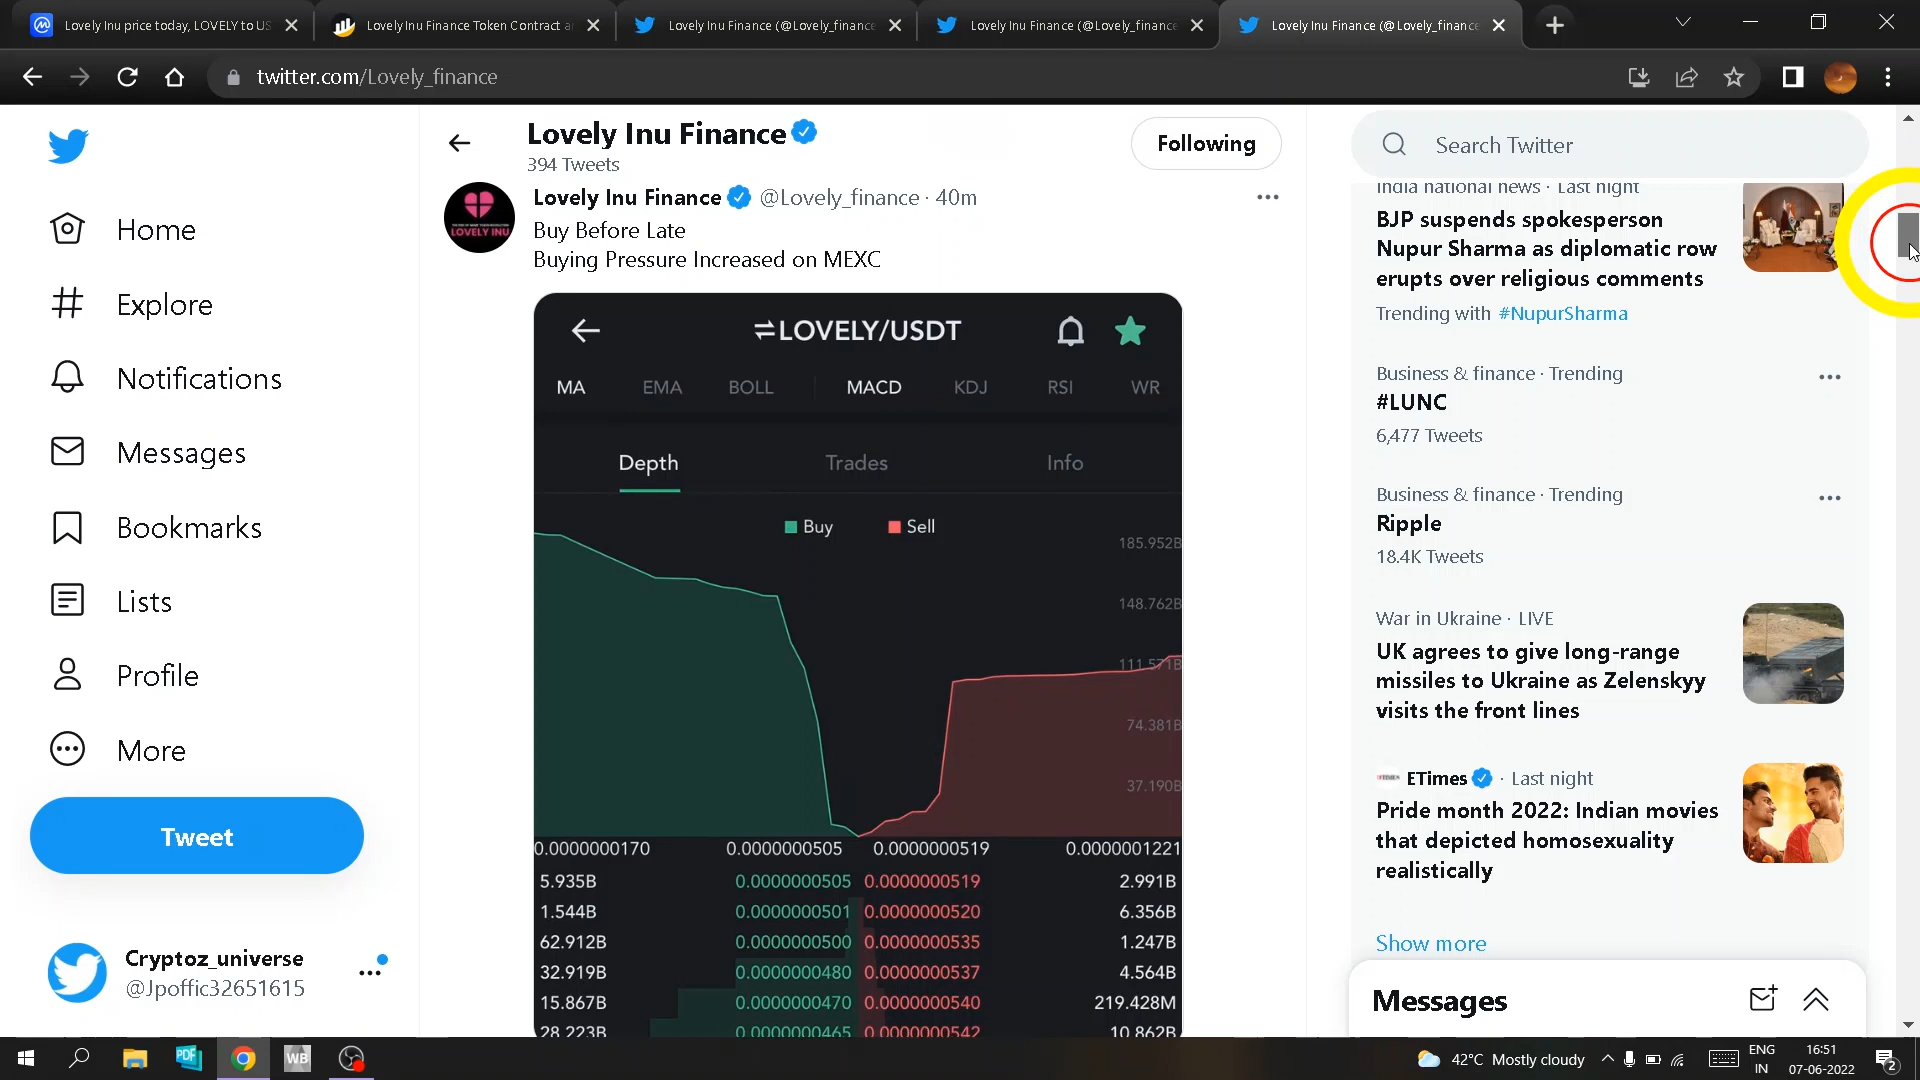 Lovely Inu price today, LOVELY to US
Lovely Inu Finance Token Contract a
Lovely Inu Finance (@Lovely_finance
Lovely Inu Finance (@Lovely_finance
Lovely Inu Finance (@Lovely_finance
twitter.com/Lovely_finance
Home
Explore
Notifications
Messages
Bookmarks
Lists
Profile
More
Tweet
Cryptoz_universe
@Jpoffic32651615
Lovely Inu Finance
394 Tweets
Following
LOVELY INU
Lovely Inu Finance @Lovely_finance · 40m
Buy Before Late
Buying Pressure Increased on MEXC
LOVELY/USDT
MA EMA BOLL MACD KDJ RSI WR
Depth Trades Info
Buy Sell
185.952B
148.762B
111.571B
74.381B
37.190B
0.0000000170 0.0000000505 0.0000000519 0.0000001221
5.935B 0.0000000505 0.0000000519 2.991B
1.544B 0.0000000501 0.0000000520 6.356B
62.912B 0.0000000500 0.0000000535 1.247B
32.919B 0.0000000480 0.0000000537 4.564B
15.867B 0.0000000470 0.0000000540 219.428M
28.223B 0.0000000465 0.0000000542 10.862B
Search Twitter
India national news · Last night
BJP suspends spokesperson
Nupur Sharma as diplomatic row
erupts over religious comments
Trending with #NupurSharma
Business & finance · Trending
#LUNC
6,477 Tweets
Business & finance · Trending
Ripple
18.4K Tweets
War in Ukraine · LIVE
UK agrees to give long-range
missiles to Ukraine as Zelenskyy
visits the front lines
ETimes · Last night
Pride month 2022: Indian movies
that depicted homosexuality
realistically
Show more
Messages
PDF
WB
42°C Mostly cloudy
ENG
IN
16:51
07-06-2022
2